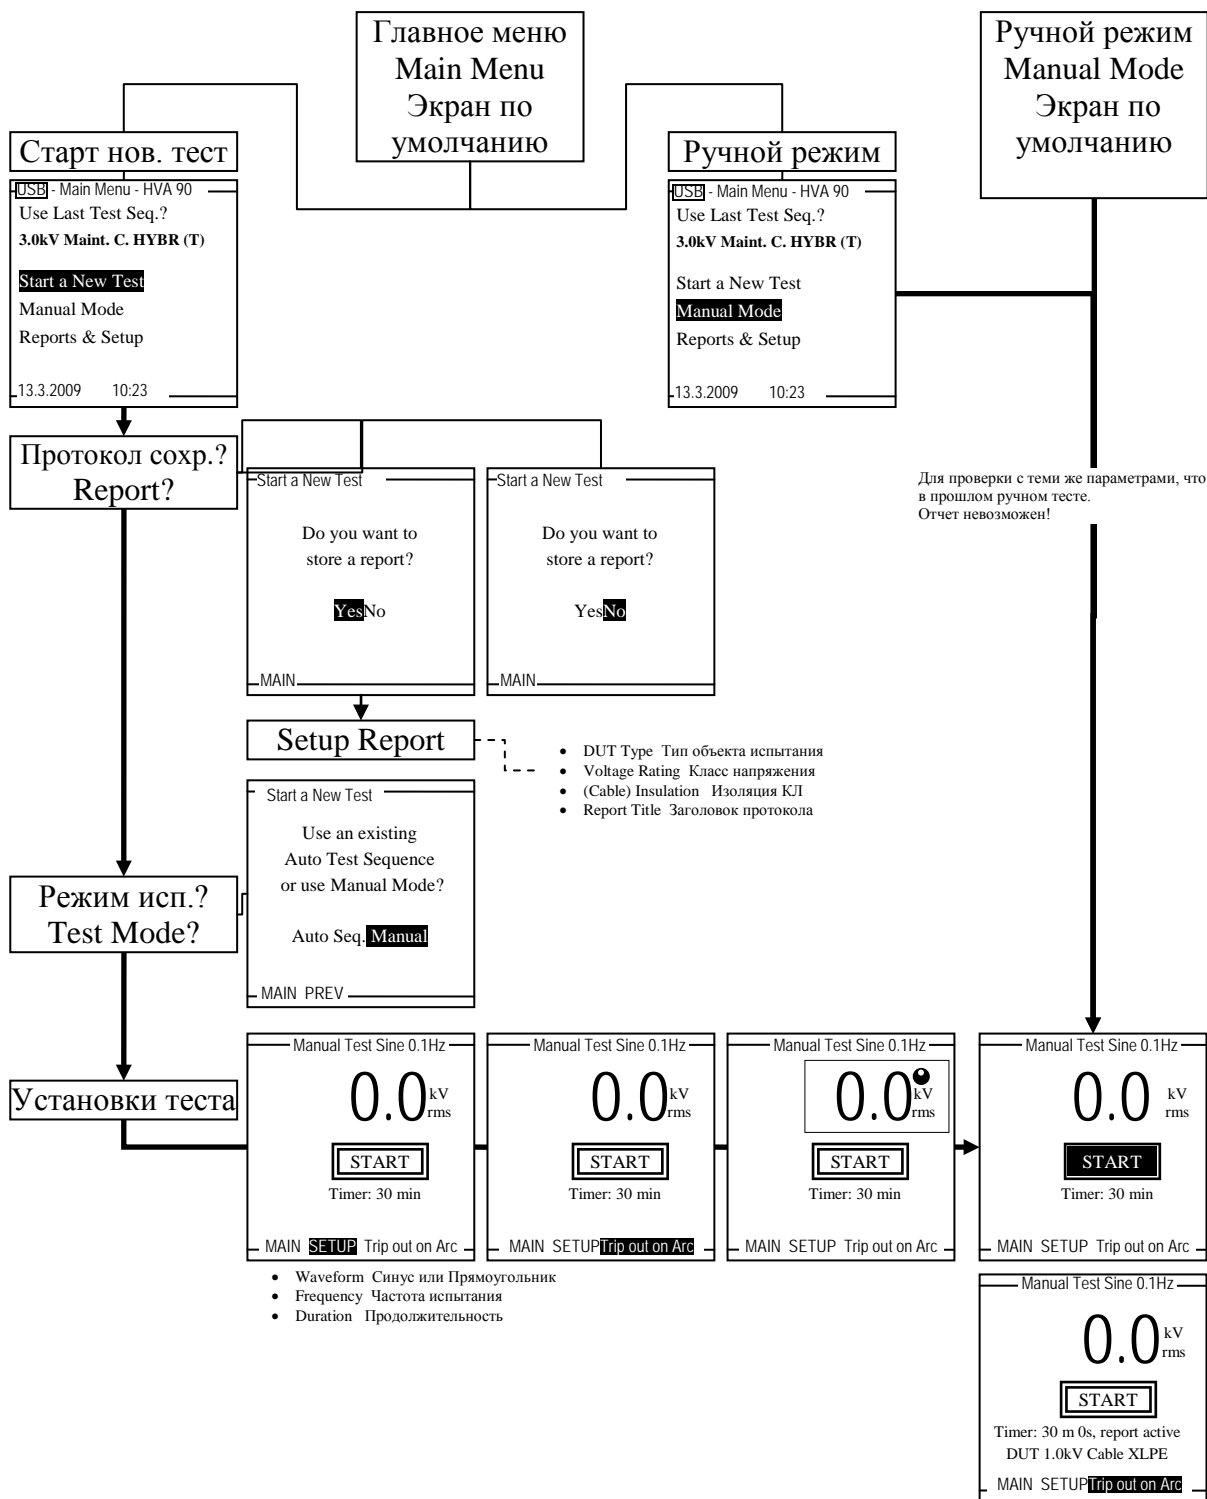 Главное меню
Main Menu
Экран по
умолчанию
Ручной режим
Manual Mode
Экран по
умолчанию
Старт нов. тест
Ручной режим
USB - Main Menu - HVA 90
Use Last Test Seq.?
3.0kV Maint. C. HYBR (T)
Start a New Test
Manual Mode
Reports & Setup
13.3.2009 10:23
USB - Main Menu - HVA 90
Use Last Test Seq.?
3.0kV Maint. C. HYBR (T)
Start a New Test
Manual Mode
Reports & Setup
13.3.2009 10:23
Протокол сохр.?
Report?
Start a New Test
Do you want to
store a report?
YesNo
MAIN
Start a New Test
Do you want to
store a report?
YesNo
MAIN
Для проверки с теми же параметрами, что
в прошлом ручном тесте.
Отчет невозможен!
Setup Report
• DUT Type Тип объекта испытания
• Voltage Rating Класс напряжения
• (Cable) Insulation Изоляция КЛ
• Report Title Заголовок протокола
Start a New Test
Use an existing
Auto Test Sequence
or use Manual Mode?
Auto Seq. Manual
MAIN PREV
Режим исп.?
Test Mode?
Установки теста
Manual Test Sine 0.1Hz
0.0 kV
rms
START
Timer: 30 min
MAIN SETUP Trip out on Arc
Manual Test Sine 0.1Hz
0.0 kV
rms
START
Timer: 30 min
MAIN SETUP Trip out on Arc
Manual Test Sine 0.1Hz
0.0 kV
rms
START
Timer: 30 min
MAIN SETUP Trip out on Arc
Manual Test Sine 0.1Hz
0.0 kV
rms
START
Timer: 30 min
MAIN SETUP Trip out on Arc
• Waveform Синус или Прямоугольник
• Frequency Частота испытания
• Duration Продолжительность
Manual Test Sine 0.1Hz
0.0 kV
rms
START
Timer: 30 m 0s, report active
DUT 1.0kV Cable XLPE
MAIN SETUP Trip out on Arc